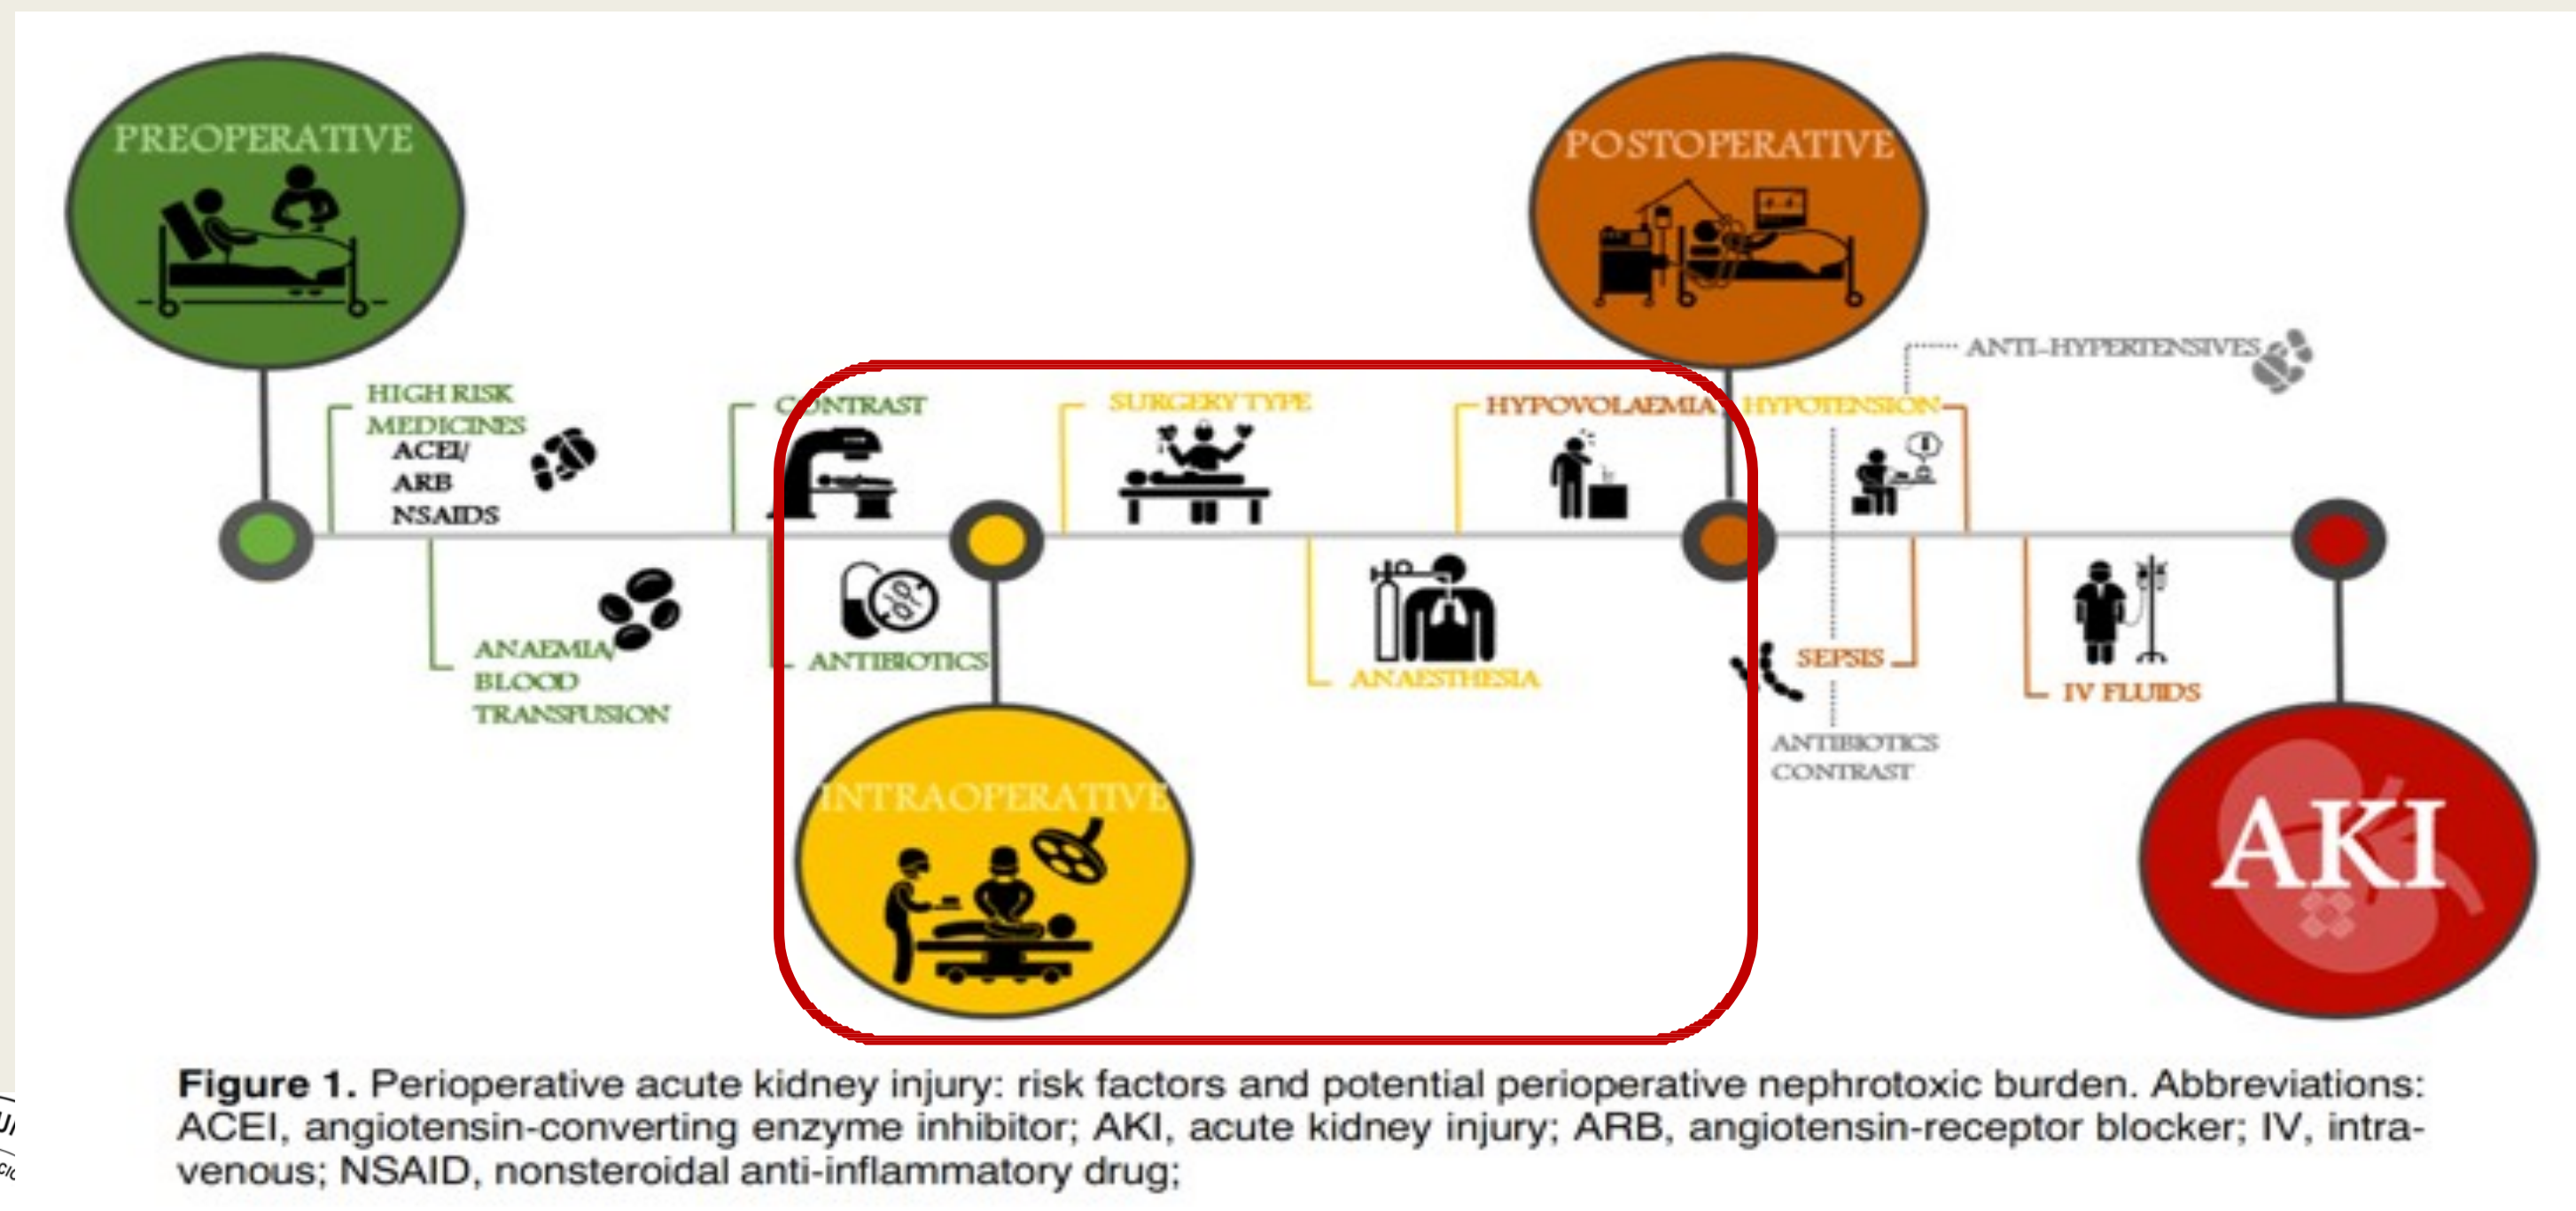 PREOPERATIVE
POSTOPERATIVE
ANTI-HYPERTENSIVES
HIGH RISK
MEDICINES
ACEI/
ARB
NSAIDS
CONTRAST
SURGERY TYPE
HYPOVOLAEMIA
HYPOTENSION
ANAEMIA/
BLOOD
TRANSFUSION
ANTIBIOTICS
ANAESTHESIA
SEPSIS
IV FLUIDS
ANTIBIOTICS
CONTRAST
INTRAOPERATIVE
AKI
Figure 1. Perioperative acute kidney injury: risk factors and potential perioperative nephrotoxic burden. Abbreviations:
ACEI, angiotensin-converting enzyme inhibitor; AKI, acute kidney injury; ARB, angiotensin-receptor blocker; IV, intra-
venous; NSAID, nonsteroidal anti-inflammatory drug;